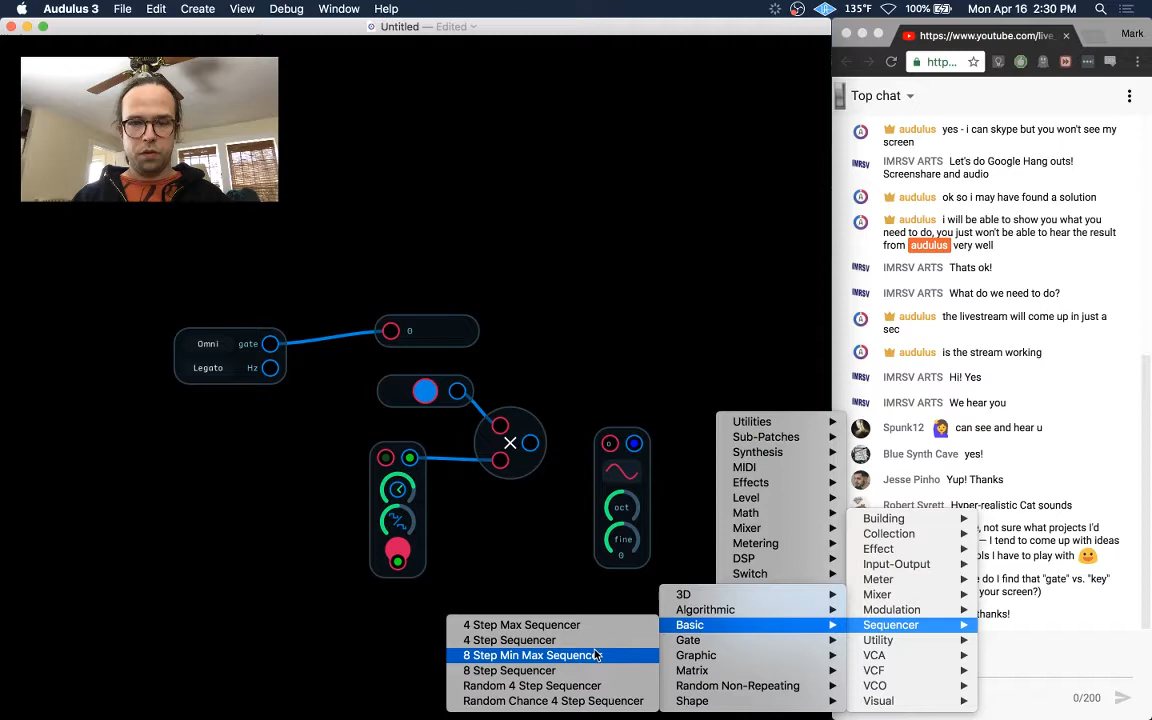 Audulus 3 File Edit Create View Debug Window Help 135°F 100% Mon Apr 16 2:30 PM
Untitled — Edited
https://www.youtube.com/live_ × Mark
http...
Top chat
audulus yes - i can skype but you won't see my
screen
IMRSV ARTS Let's do Google Hang outs!
Screenshare and audio
audulus ok so i may have found a solution
audulus i will be able to show you what you
need to do, you just won't be able to hear the result
from audulus very well
IMRSV ARTS Thats ok!
IMRSV ARTS What do we need to do?
audulus the livestream will come up in just a
sec
audulus is the stream working
IMRSV ARTS Hi! Yes
IMRSV ARTS We hear you
Spunk12 can see and hear u
Blue Synth Cave yes!
Jesse Pinho Yup! Thanks
Robert Syrett Hyper-realistic Cat sounds
, not sure what projects I'd
— I tend to come up with ideas
ols I have to play with
e do I find that "gate" vs. "key"
your screen?)
hanks!
0/200
Omni gate
Legato Hz
0
×
oct
fine
0
Utilities
Sub-Patches
Synthesis
MIDI
Effects
Level
Math
Mixer
Metering
DSP
Switch
Building
Collection
Effect
Input-Output
Meter
Mixer
Modulation
Sequencer
Utility
VCA
VCF
VCO
Visual
3D
Algorithmic
Basic
Gate
Graphic
Matrix
Random Non-Repeating
Shape
4 Step Max Sequencer
4 Step Sequencer
8 Step Min Max Sequencer
8 Step Sequencer
Random 4 Step Sequencer
Random Chance 4 Step Sequencer